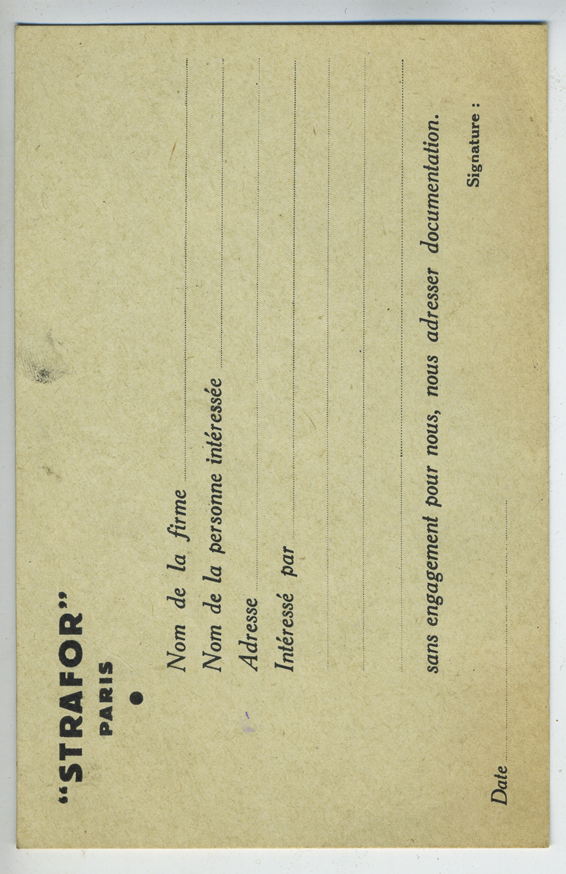 “STRAFOR”
PARIS
Nom de la firme
Nom de la personne intéressée
Adresse
Intéressé par
sans engagement pour nous, nous adresser documentation.
Signature :
Date